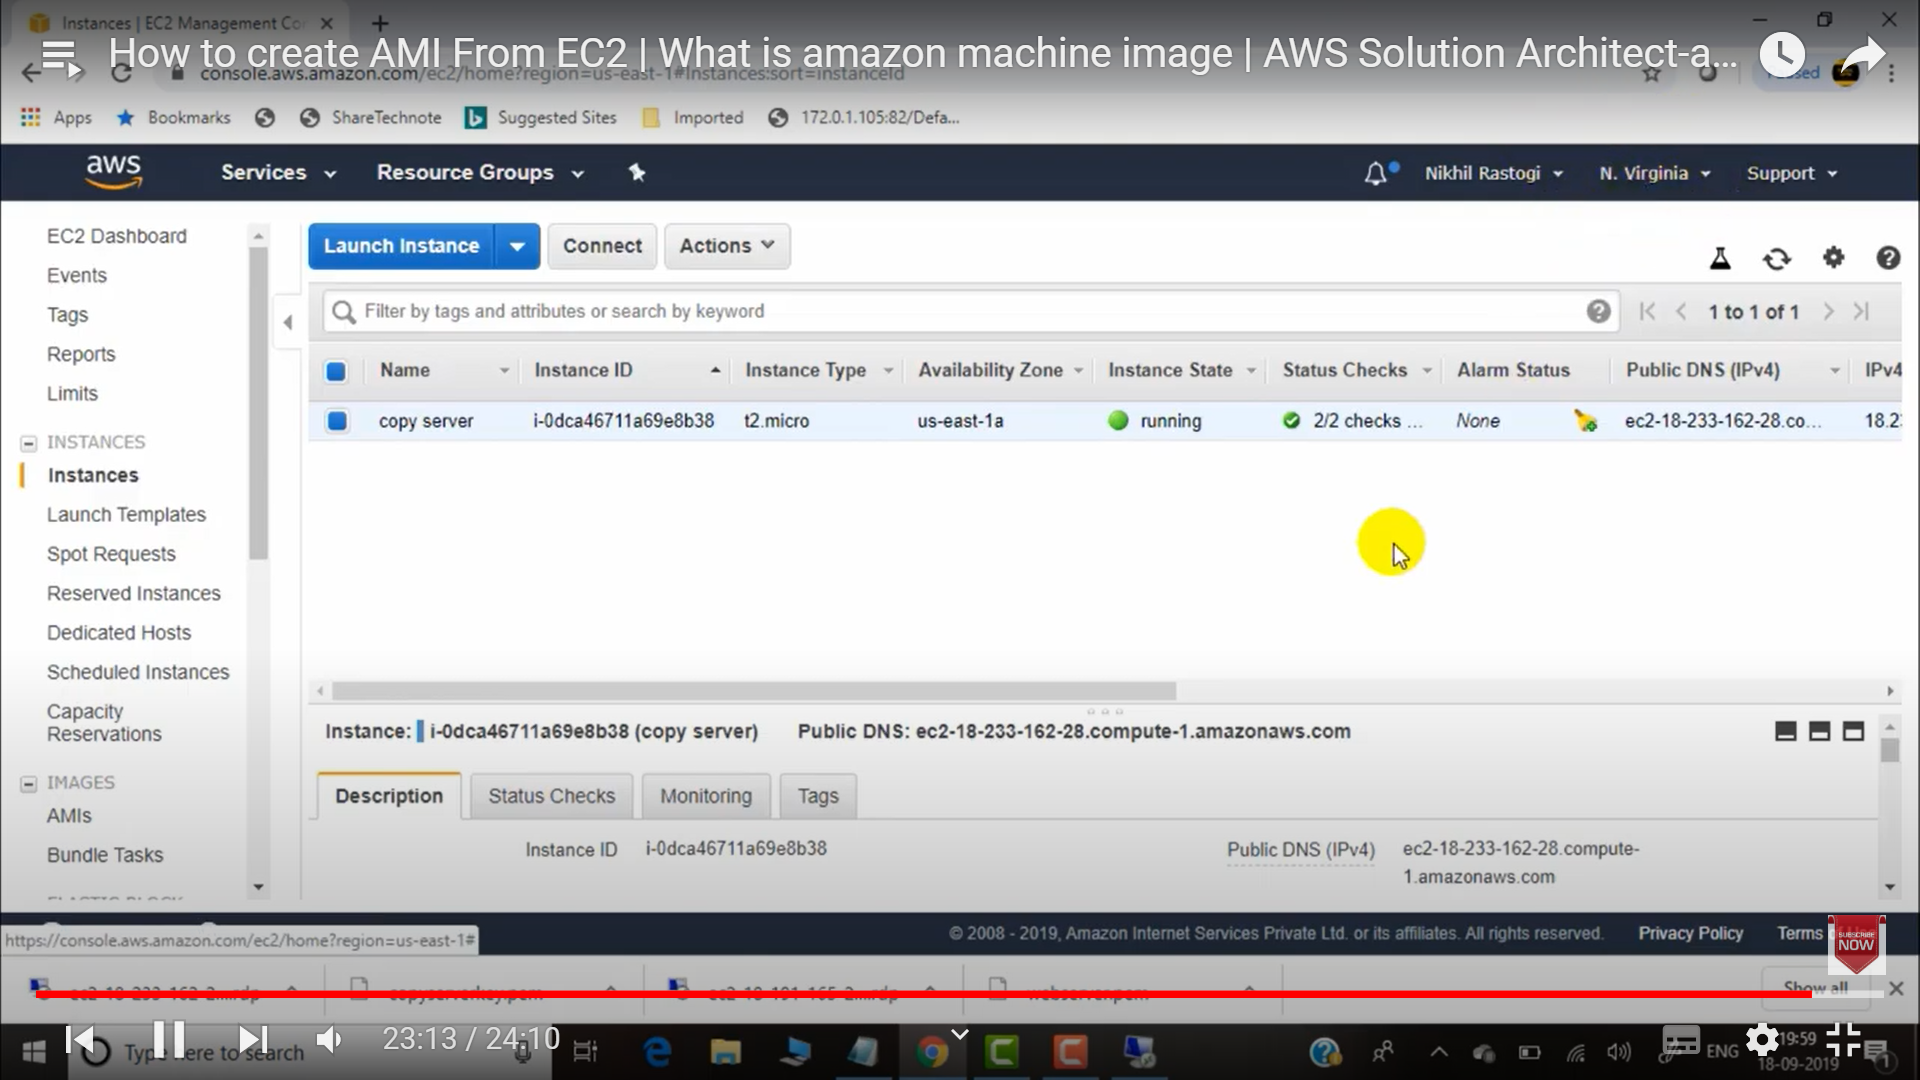 Instances | EC2 Management Co
How to create AMI From EC2 | What is amazon machine image | AWS Solution Architect-a...
console.aws.amazon.com/ec2/home?region=us-east-1#Instances:sort=instanceId
Apps Bookmarks ShareTechnote Suggested Sites Imported 172.0.1.105:82/Defa...
aws Services Resource Groups Nikhil Rastogi N. Virginia Support
Launch Instance Connect Actions
Filter by tags and attributes or search by keyword 1 to 1 of 1
Name Instance ID Instance Type Availability Zone Instance State Status Checks Alarm Status Public DNS (IPv4) IPv4
copy server i-0dca46711a69e8b38 t2.micro us-east-1a running 2/2 checks ... None ec2-18-233-162-28.co... 18.2
EC2 Dashboard
Events
Tags
Reports
Limits
INSTANCES
Instances
Launch Templates
Spot Requests
Reserved Instances
Dedicated Hosts
Scheduled Instances
Capacity
Reservations
IMAGES
AMIs
Bundle Tasks
Instance: i-0dca46711a69e8b38 (copy server) Public DNS: ec2-18-233-162-28.compute-1.amazonaws.com
Description Status Checks Monitoring Tags
Instance ID i-0dca46711a69e8b38 Public DNS (IPv4) ec2-18-233-162-28.compute-
1.amazonaws.com
https://console.aws.amazon.com/ec2/home?region=us-east-1#
© 2008 - 2019, Amazon Internet Services Private Ltd. or its affiliates. All rights reserved. Privacy Policy Terms
SUBSCRIBE
NOW
Show all
Type here to search
23:13 / 24:10
ENG
19:59
18-09-2019
1